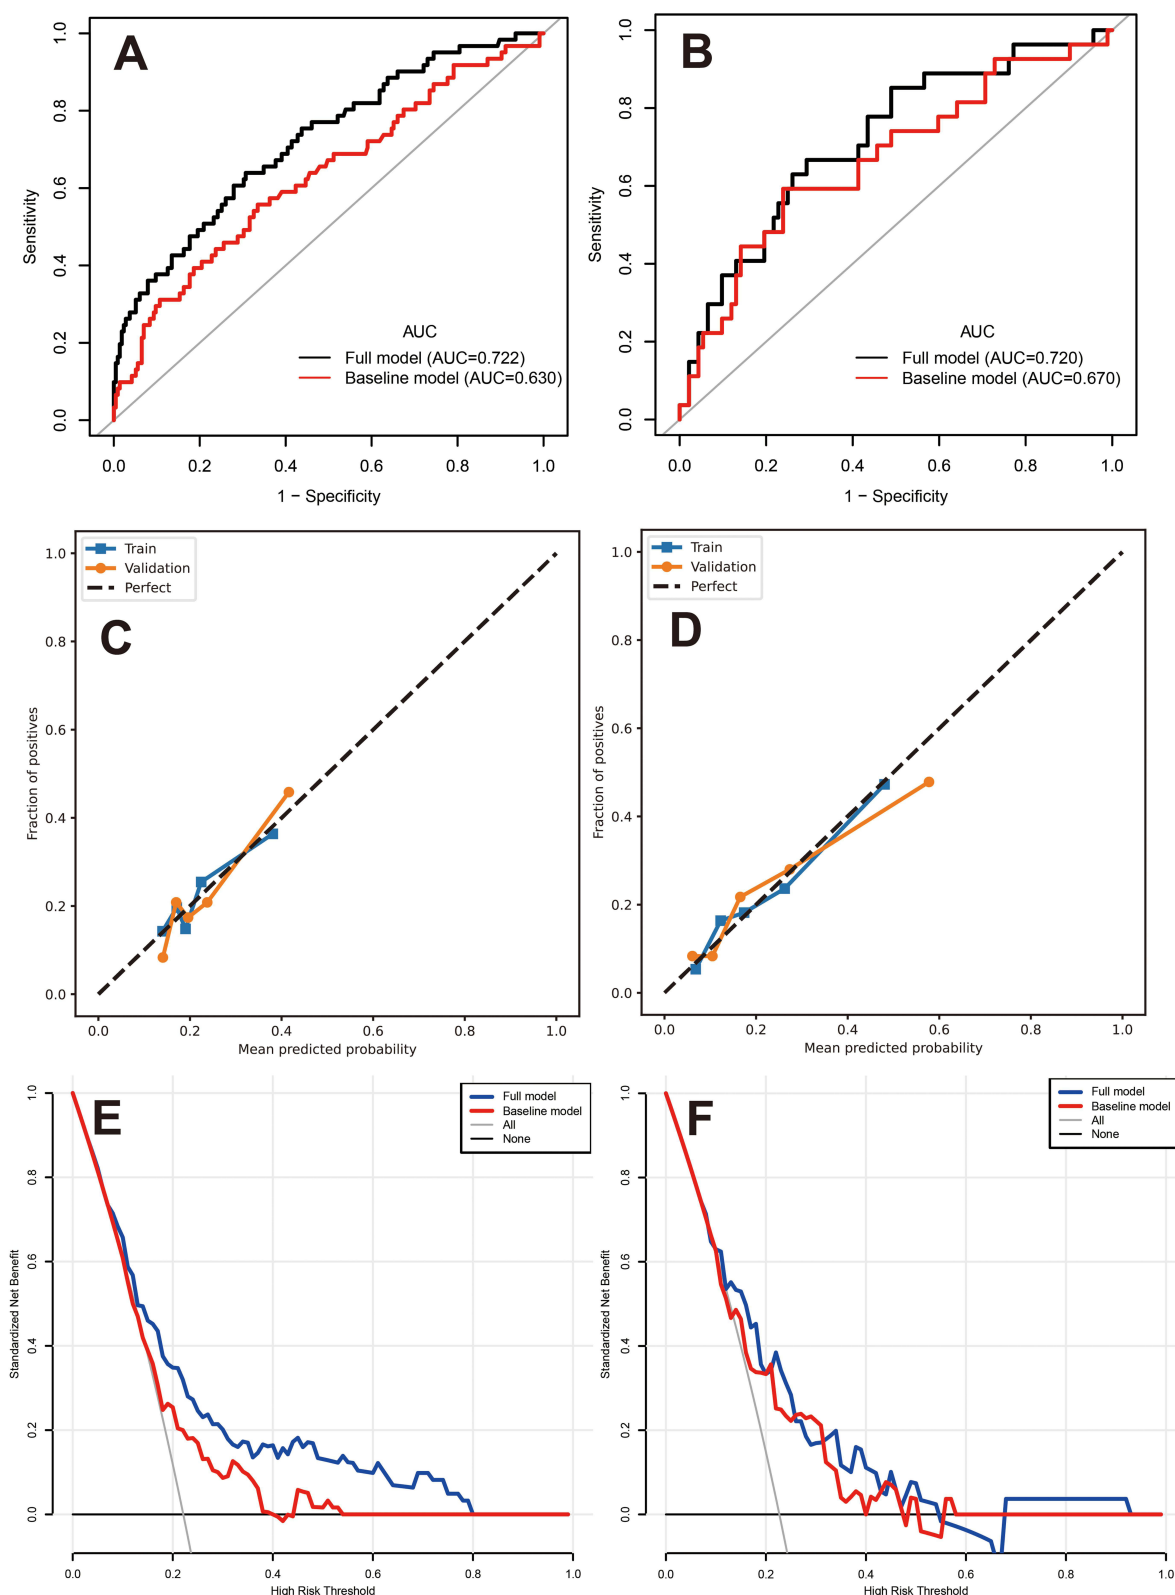 A
Sensitivity
1.0
0.8
0.6
0.4
0.2
0.0
AUC
Full model (AUC=0.722)
Baseline model (AUC=0.630)
0.0 0.2 0.4 0.6 0.8 1.0
1 − Specificity
B
Sensitivity
1.0
0.8
0.6
0.4
0.2
0.0
AUC
Full model (AUC=0.720)
Baseline model (AUC=0.670)
0.0 0.2 0.4 0.6 0.8 1.0
1 − Specificity
C
Train
Validation
Perfect
Fraction of positives
1.0
0.8
0.6
0.4
0.2
0.0
0.0 0.2 0.4 0.6 0.8 1.0
Mean predicted probability
D
Train
Validation
Perfect
Fraction of positives
1.0
0.8
0.6
0.4
0.2
0.0
0.0 0.2 0.4 0.6 0.8 1.0
Mean predicted probability
E
Full model
Baseline model
All
None
Standardized Net Benefit
1.0
0.8
0.6
0.4
0.2
0.0
0.0 0.2 0.4 0.6 0.8 1.0
High Risk Threshold
F
Full model
Baseline model
All
None
Standardized Net Benefit
1.0
0.8
0.6
0.4
0.2
0.0
0.0 0.2 0.4 0.6 0.8 1.0
High Risk Threshold